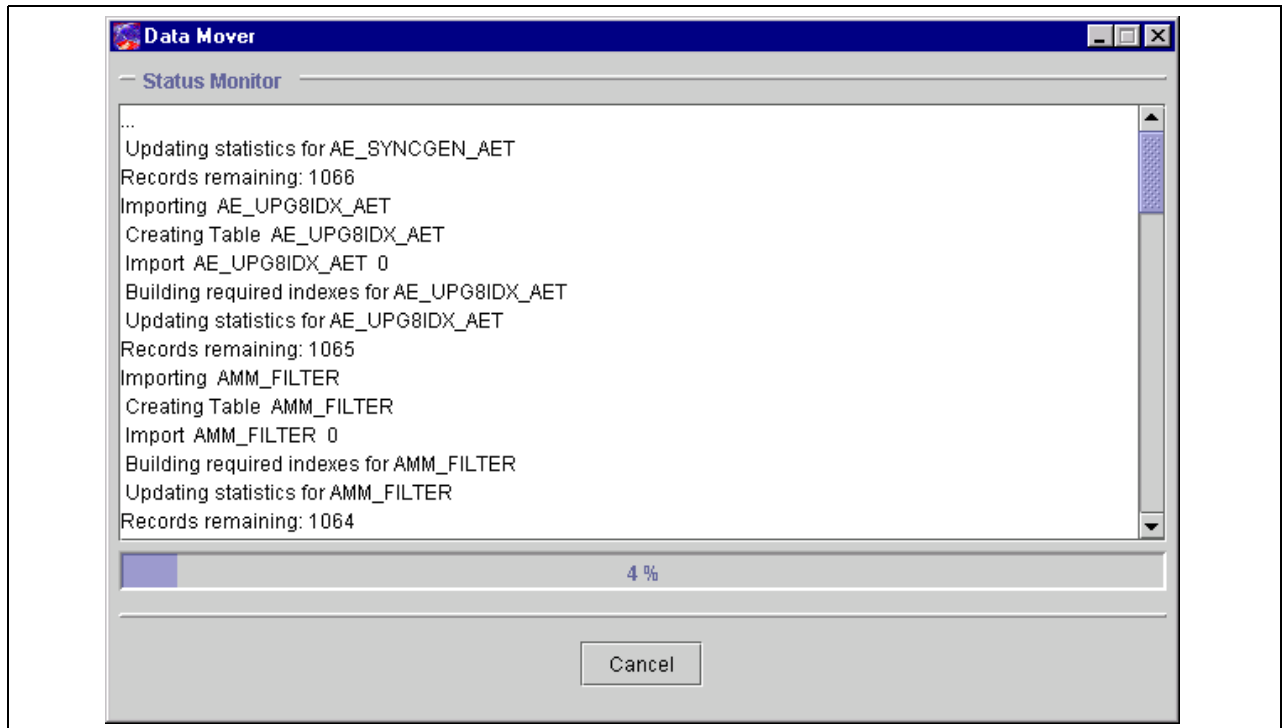 Data Mover
Status Monitor
...
Updating statistics for AE_SYNCGEN_AET
Records remaining: 1066
Importing AE_UPG8IDX_AET
Creating Table AE_UPG8IDX_AET
Import AE_UPG8IDX_AET 0
Building required indexes for AE_UPG8IDX_AET
Updating statistics for AE_UPG8IDX_AET
Records remaining: 1065
Importing AMM_FILTER
Creating Table AMM_FILTER
Import AMM_FILTER 0
Building required indexes for AMM_FILTER
Updating statistics for AMM_FILTER
Records remaining: 1064
4 %
Cancel